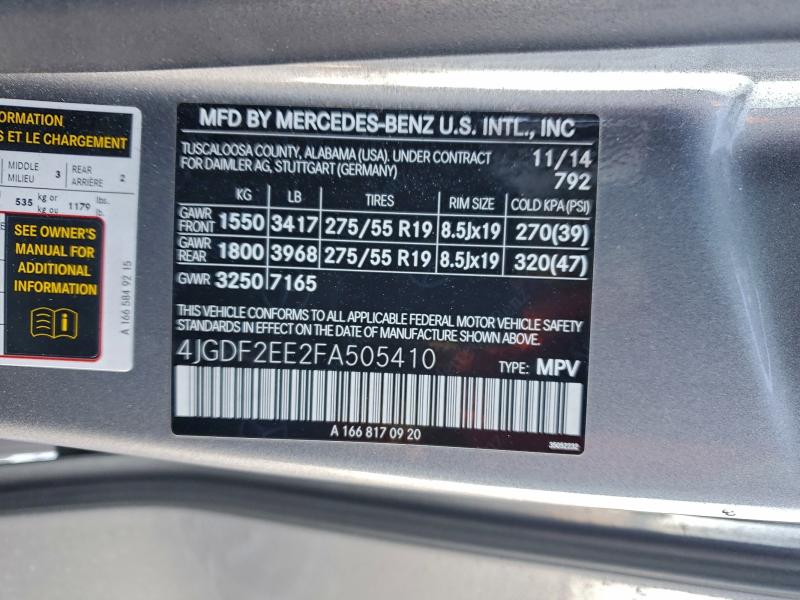 ORMATION
S ET LE CHARGEMENT
MIDDLE
MILIEU 3 REAR
ARRIÈRE 2
535 kg or
kg ou 1179 lbs.
lb.
SEE OWNER'S
MANUAL FOR
ADDITIONAL
INFORMATION
A 166 584 92 15
MFD BY MERCEDES-BENZ U.S. INTL., INC
TUSCALOOSA COUNTY, ALABAMA (USA). UNDER CONTRACT 11/14
FOR DAIMLER AG, STUTTGART (GERMANY) 792
KG LB TIRES RIM SIZE COLD KPA(PSI)
GAWR
FRONT 1550 3417 275/55 R19 8.5Jx19 270(39)
GAWR
REAR 1800 3968 275/55 R19 8.5Jx19 320(47)
GVWR 3250 7165
THIS VEHICLE CONFORMS TO ALL APPLICABLE FEDERAL MOTOR VEHICLE SAFETY
STANDARDS IN EFFECT ON THE DATE OF MANUFACTURE SHOWN ABOVE.
4JGDF2EE2FA505410 TYPE: MPV
A 166 817 09 20